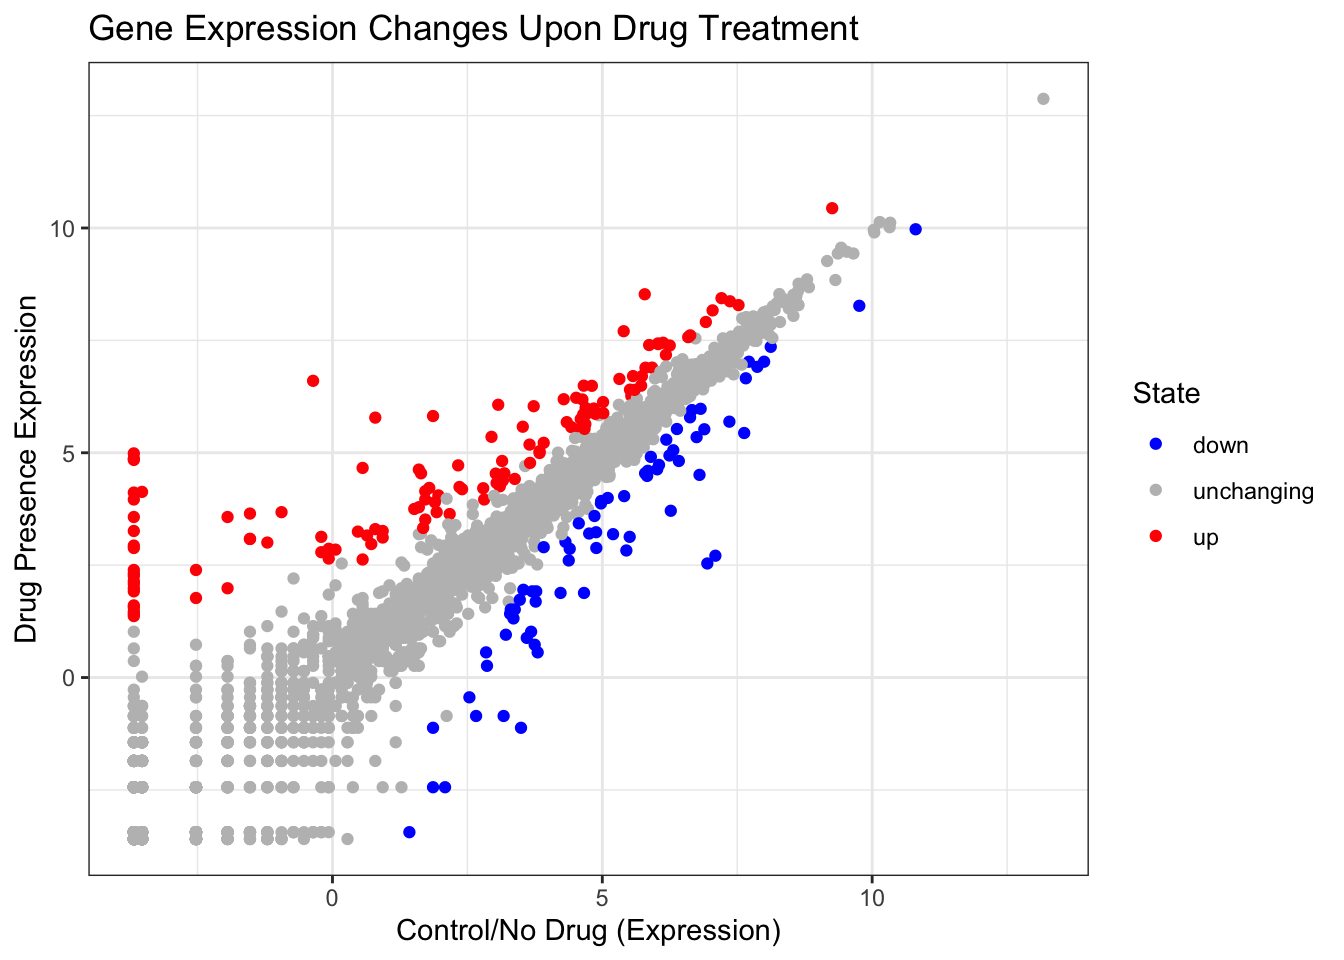 Gene Expression Changes Upon Drug Treatment
Drug Presence Expression
10
5
0
0
5
10
Control/No Drug (Expression)
State
down
unchanging
up